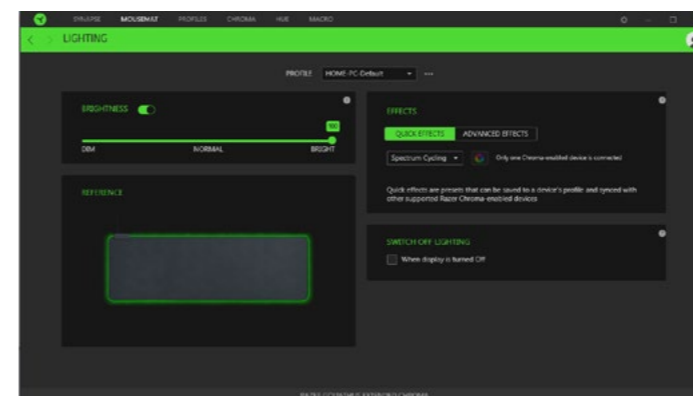 SYNAPSE MOUSEMAT PROFILES CHROMA HUE MACRO
LIGHTING
PROFILE HOME-PC-Default
BRIGHTNESS
100
DIM NORMAL BRIGHT
REFERENCE
EFFECTS
QUICK EFFECTS ADVANCED EFFECTS
Spectrum Cycling Only one Chroma-enabled device is connected
Quick effects are presets that can be saved to a device's profile and synced with
other supported Razer Chroma-enabled devices
SWITCH OFF LIGHTING
When display is turned Off